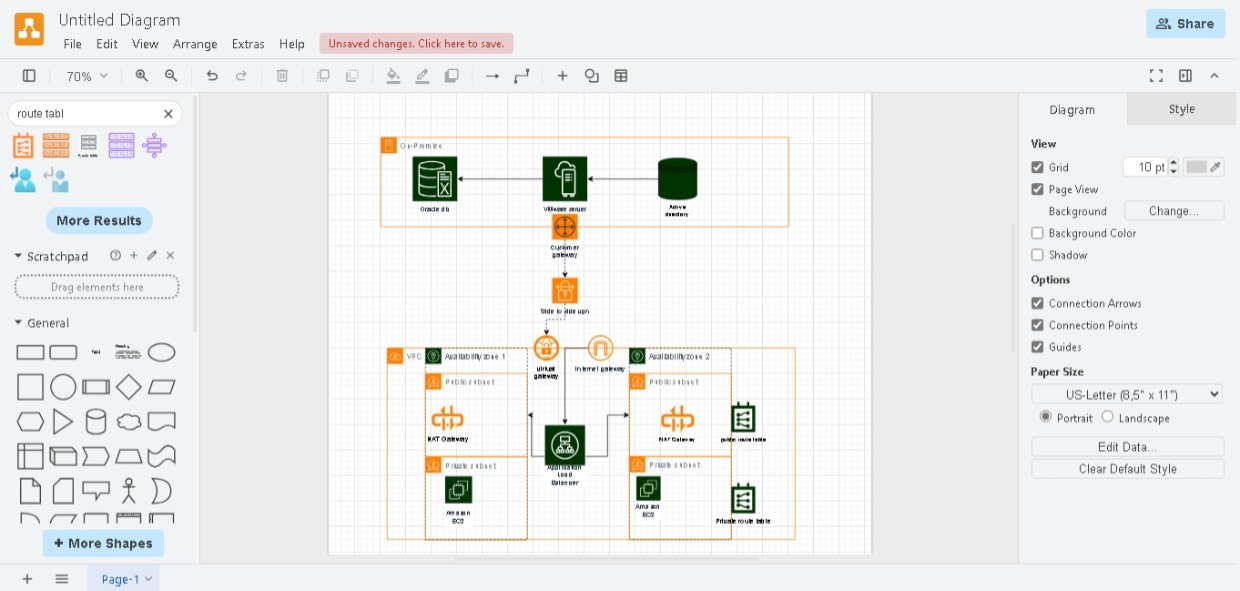 Untitled Diagram
Share
File Edit View Arrange Extras Help Unsaved changes. Click here to save.
70%
route tabl
More Results
Scratchpad
Drag elements here
General
Text
+ More Shapes
Page-1
On-Premise
Oracle db
VMware server
Active
directory
Customer
gateway
VPC
Availability zone 1
virtual
gateway
Internet gateway
Availability zone 2
Public subnet
Public subnet
NAT Gateway
NAT Gateway
public route table
Private subnet
Application
Load
Balancer
Private subnet
Amazon
EC2
Amazon
EC2
Private route table
Diagram Style
View
Grid 10 pt
Page View
Background Change...
Background Color
Shadow
Options
Connection Arrows
Connection Points
Guides
Paper Size
US-Letter (8,5" x 11")
Portrait Landscape
Edit Data...
Clear Default Style